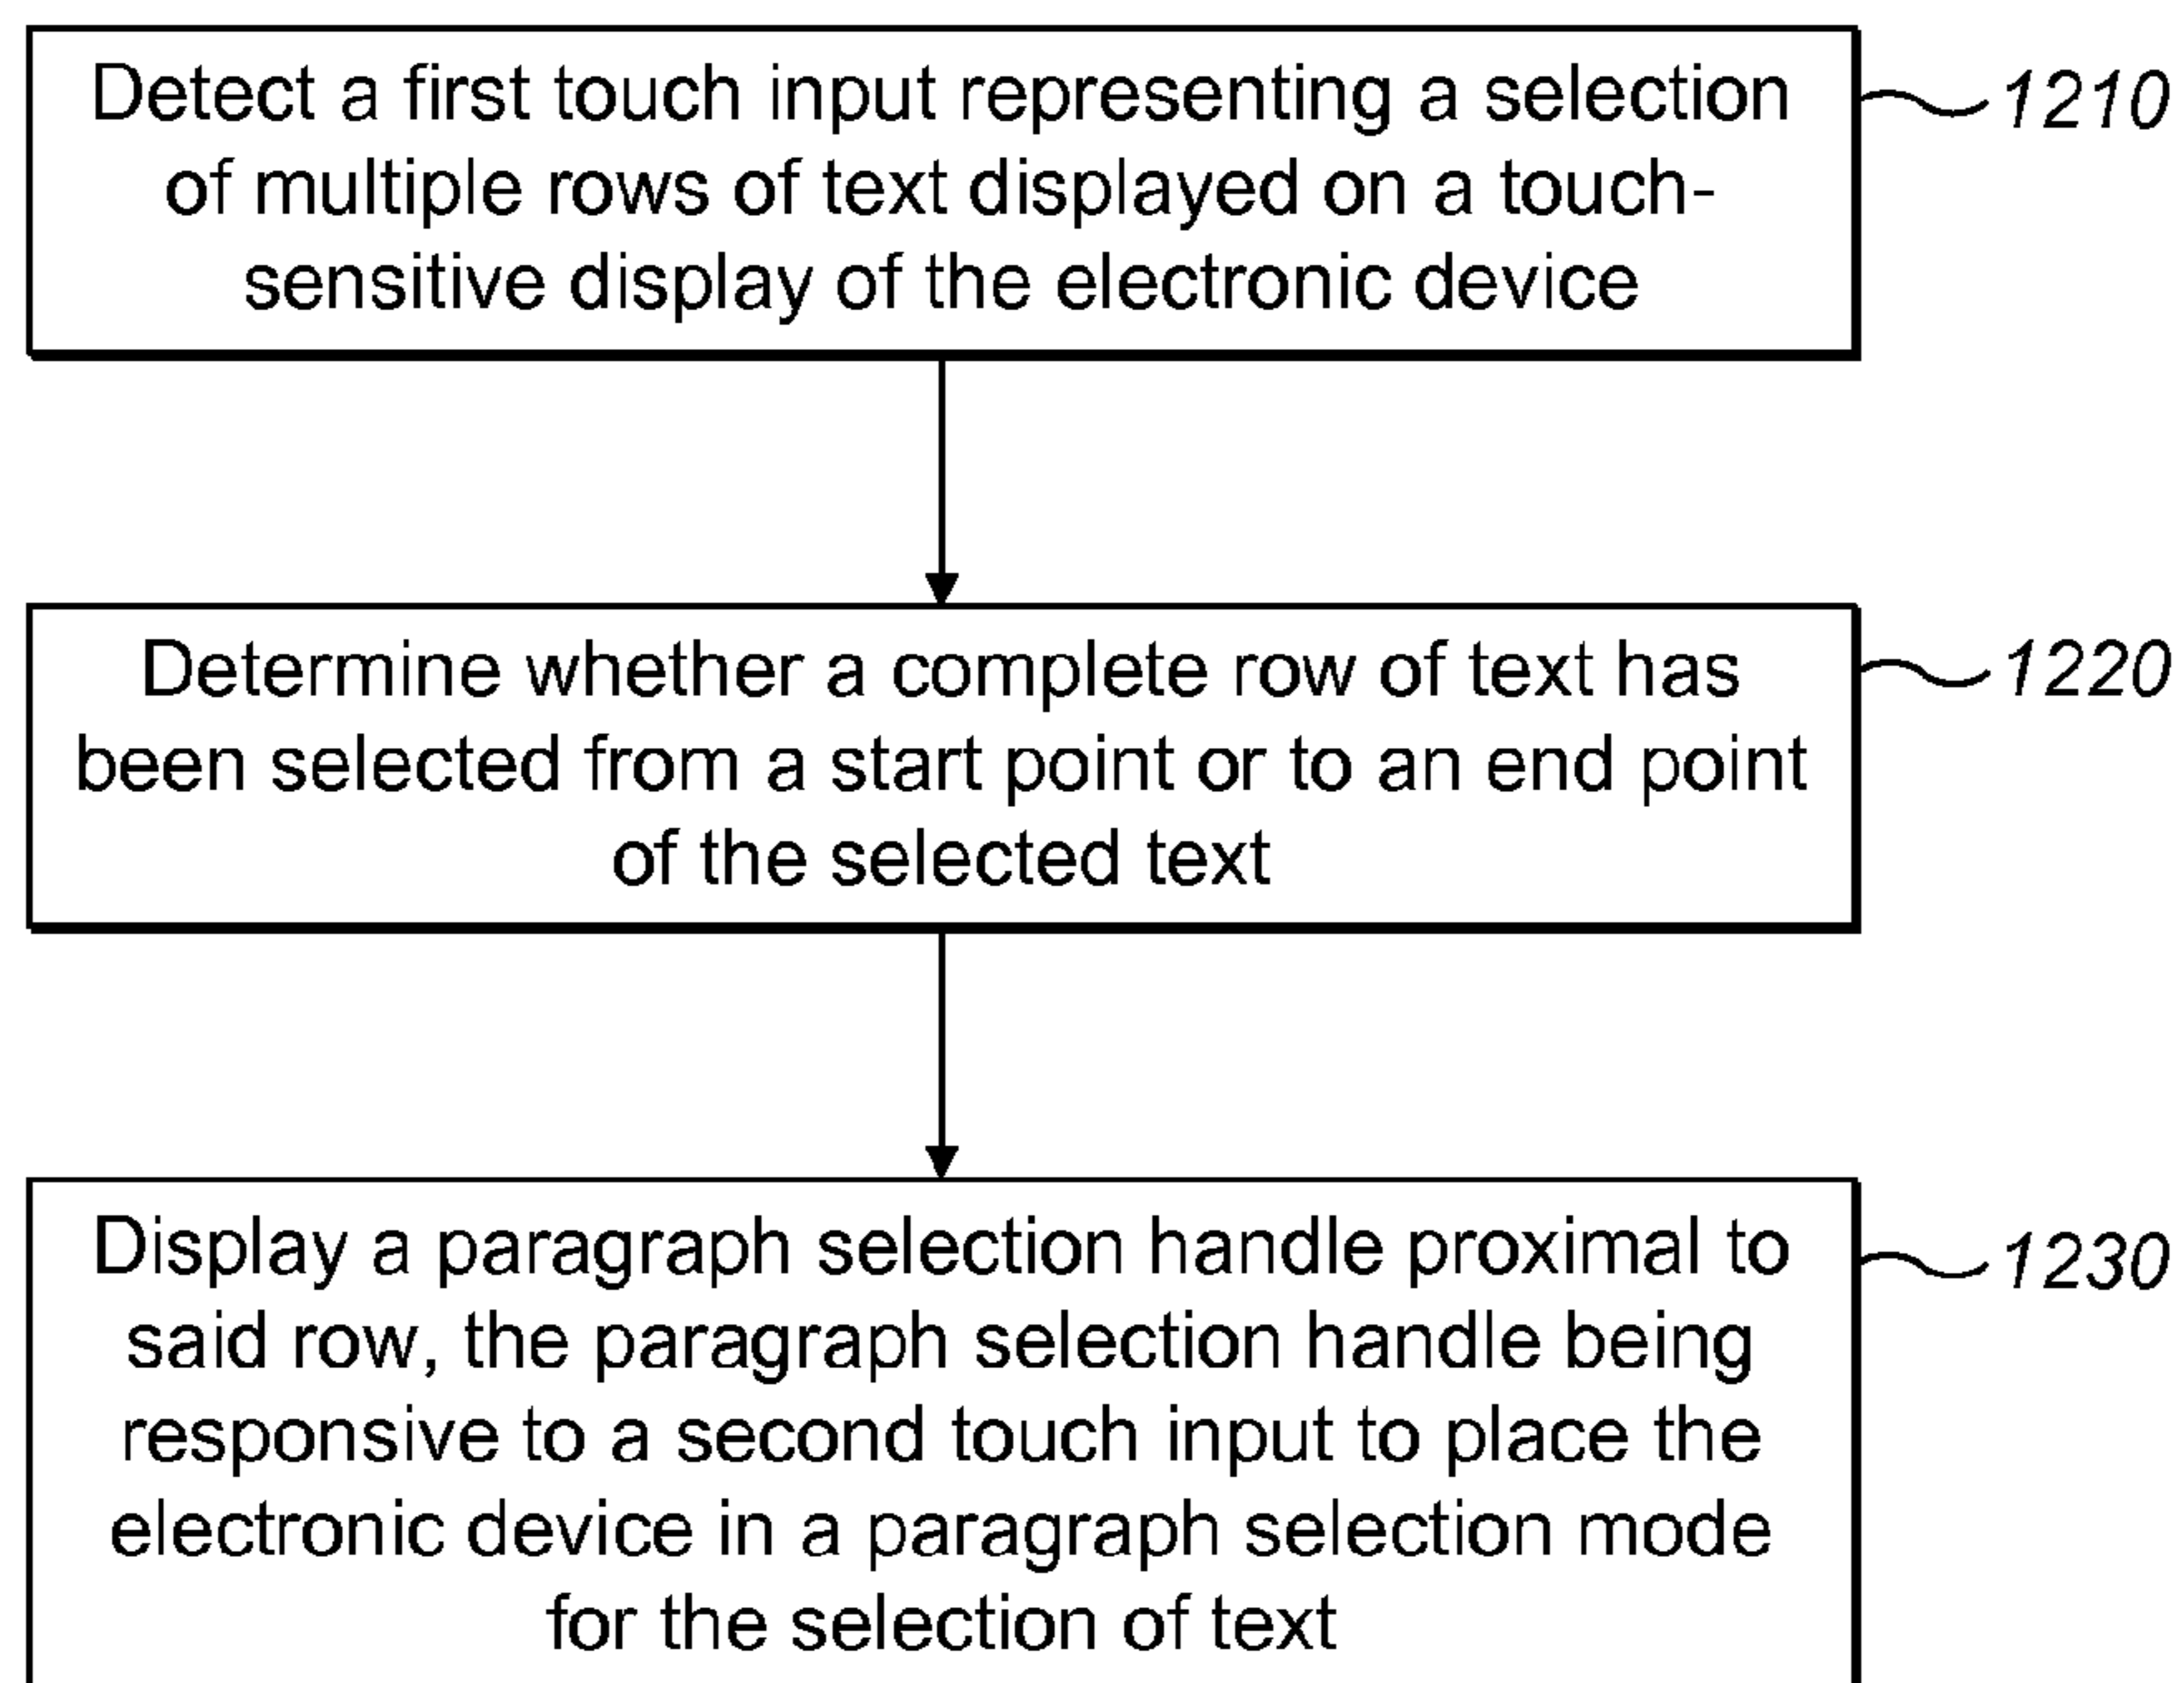 Detect a first touch input representing a selection
of multiple rows of text displayed on a touch-
sensitive display of the electronic device
1210
Determine whether a complete row of text has
been selected from a start point or to an end point
of the selected text
1220
Display a paragraph selection handle proximal to
said row, the paragraph selection handle being
responsive to a second touch input to place the
electronic device in a paragraph selection mode
for the selection of text
1230